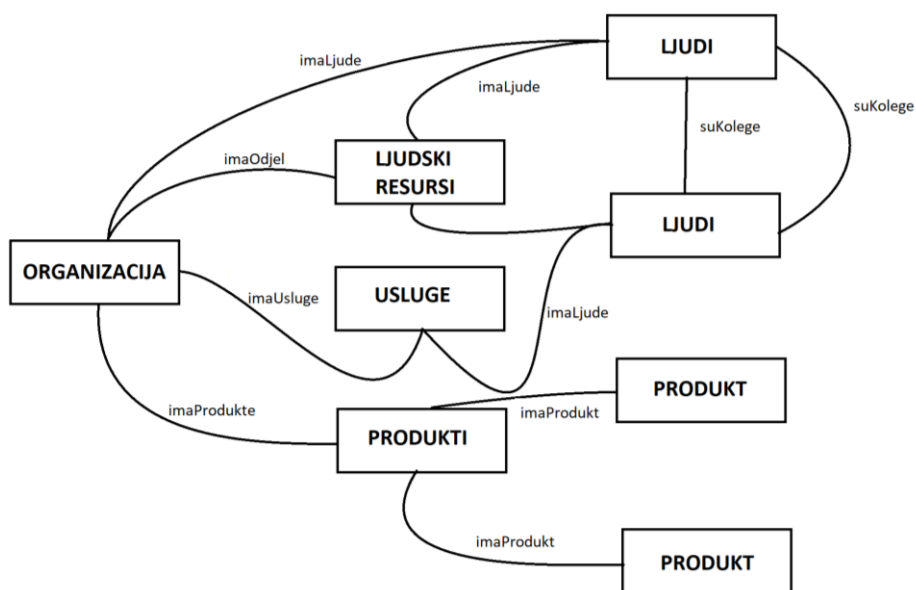 LJUDI
imaLjude
imaLjude
suKolege
suKolege
imaOdjel
LJUDSKI
RESURSI
LJUDI
ORGANIZACIJA
imaUsluge
USLUGE
imaLjude
PRODUKT
imaProdukte
imaProdukt
PRODUKTI
imaProdukt
PRODUKT